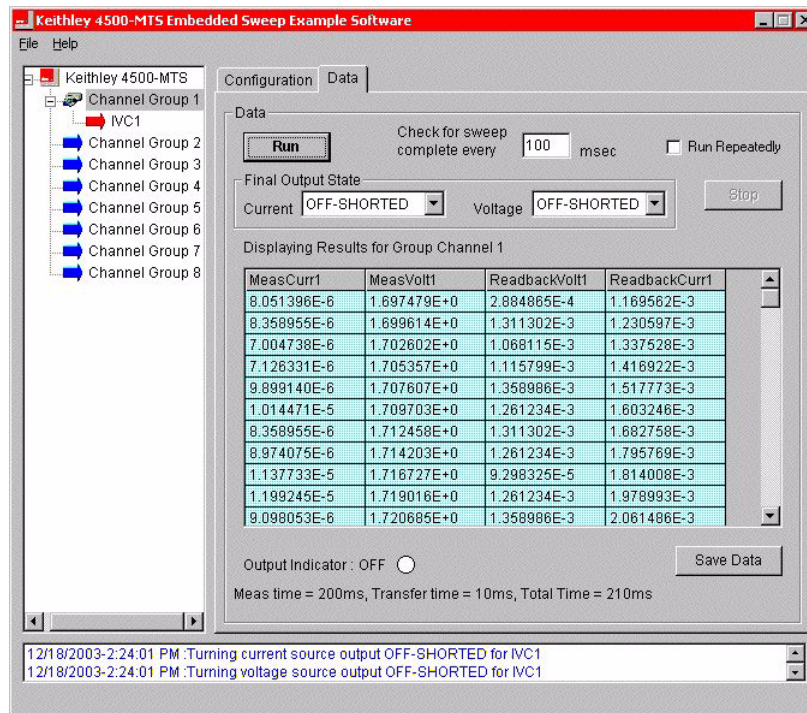 Keithley 4500-MTS Embedded Sweep Example Software
File Help
Keithley 4500-MTS
Channel Group 1
IVC1
Channel Group 2
Channel Group 3
Channel Group 4
Channel Group 5
Channel Group 6
Channel Group 7
Channel Group 8
Configuration Data
Data
Run
Check for sweep
complete every 100 msec
Run Repeatedly
Final Output State
Current OFF-SHORTED Voltage OFF-SHORTED
Stop
Displaying Results for Group Channel 1
MeasCurr1 MeasVolt1 ReadbackVolt1 ReadbackCurr1
8.051396E-6 1.697479E+0 2.884865E-4 1.169562E-3
8.358955E-6 1.699614E+0 1.311302E-3 1.230597E-3
7.004738E-6 1.702602E+0 1.068115E-3 1.337528E-3
7.126331E-6 1.705357E+0 1.115799E-3 1.416922E-3
9.899140E-6 1.707607E+0 1.358986E-3 1.517773E-3
1.014471E-5 1.709703E+0 1.261234E-3 1.603246E-3
8.358955E-6 1.712458E+0 1.311302E-3 1.682758E-3
8.974075E-6 1.714203E+0 1.261234E-3 1.795769E-3
1.137733E-5 1.716727E+0 9.298325E-5 1.814008E-3
1.199245E-5 1.719016E+0 1.261234E-3 1.978993E-3
9.098053E-6 1.720685E+0 1.358986E-3 2.061486E-3
Output Indicator : OFF
Save Data
Meas time = 200ms, Transfer time = 10ms, Total Time = 210ms
12/18/2003-2:24:01 PM :Turning current source output OFF-SHORTED for IVC1
12/18/2003-2:24:01 PM :Turning voltage source output OFF-SHORTED for IVC1